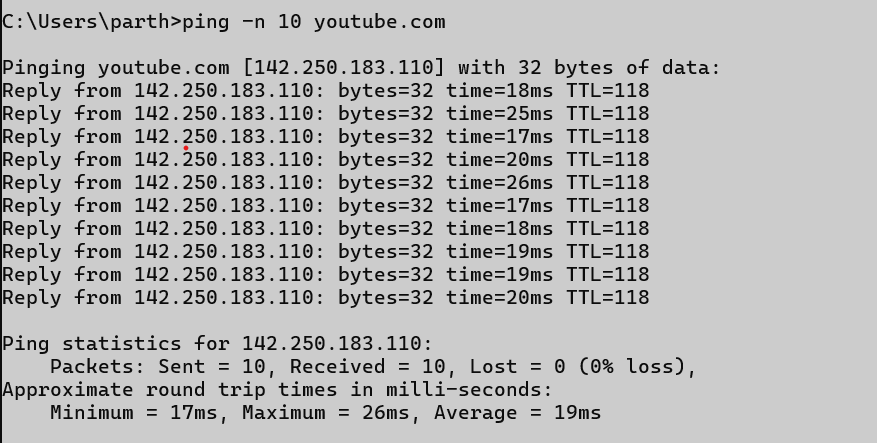 C:\Users\parth>ping -n 10 youtube.com
Pinging youtube.com [142.250.183.110] with 32 bytes of data:
Reply from 142.250.183.110: bytes=32 time=18ms TTL=118
Reply from 142.250.183.110: bytes=32 time=25ms TTL=118
Reply from 142.250.183.110: bytes=32 time=17ms TTL=118
Reply from 142.250.183.110: bytes=32 time=20ms TTL=118
Reply from 142.250.183.110: bytes=32 time=26ms TTL=118
Reply from 142.250.183.110: bytes=32 time=17ms TTL=118
Reply from 142.250.183.110: bytes=32 time=18ms TTL=118
Reply from 142.250.183.110: bytes=32 time=19ms TTL=118
Reply from 142.250.183.110: bytes=32 time=19ms TTL=118
Reply from 142.250.183.110: bytes=32 time=20ms TTL=118
Ping statistics for 142.250.183.110:
    Packets: Sent = 10, Received = 10, Lost = 0 (0% loss),
Approximate round trip times in milli-seconds:
    Minimum = 17ms, Maximum = 26ms, Average = 19ms